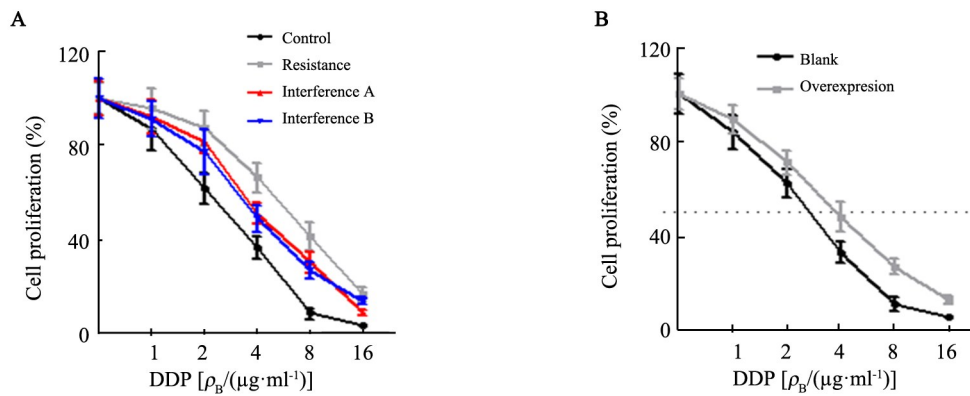 A
Control
Resistance
Interference A
Interference B
120
80
40
0
Cell proliferation (%)
1 2 4 8 16
DDP [ρB/(μg·ml-1)]
B
Blank
Overexpresion
120
80
40
0
Cell proliferation (%)
1 2 4 8 16
DDP [ρB/(μg·ml-1)]